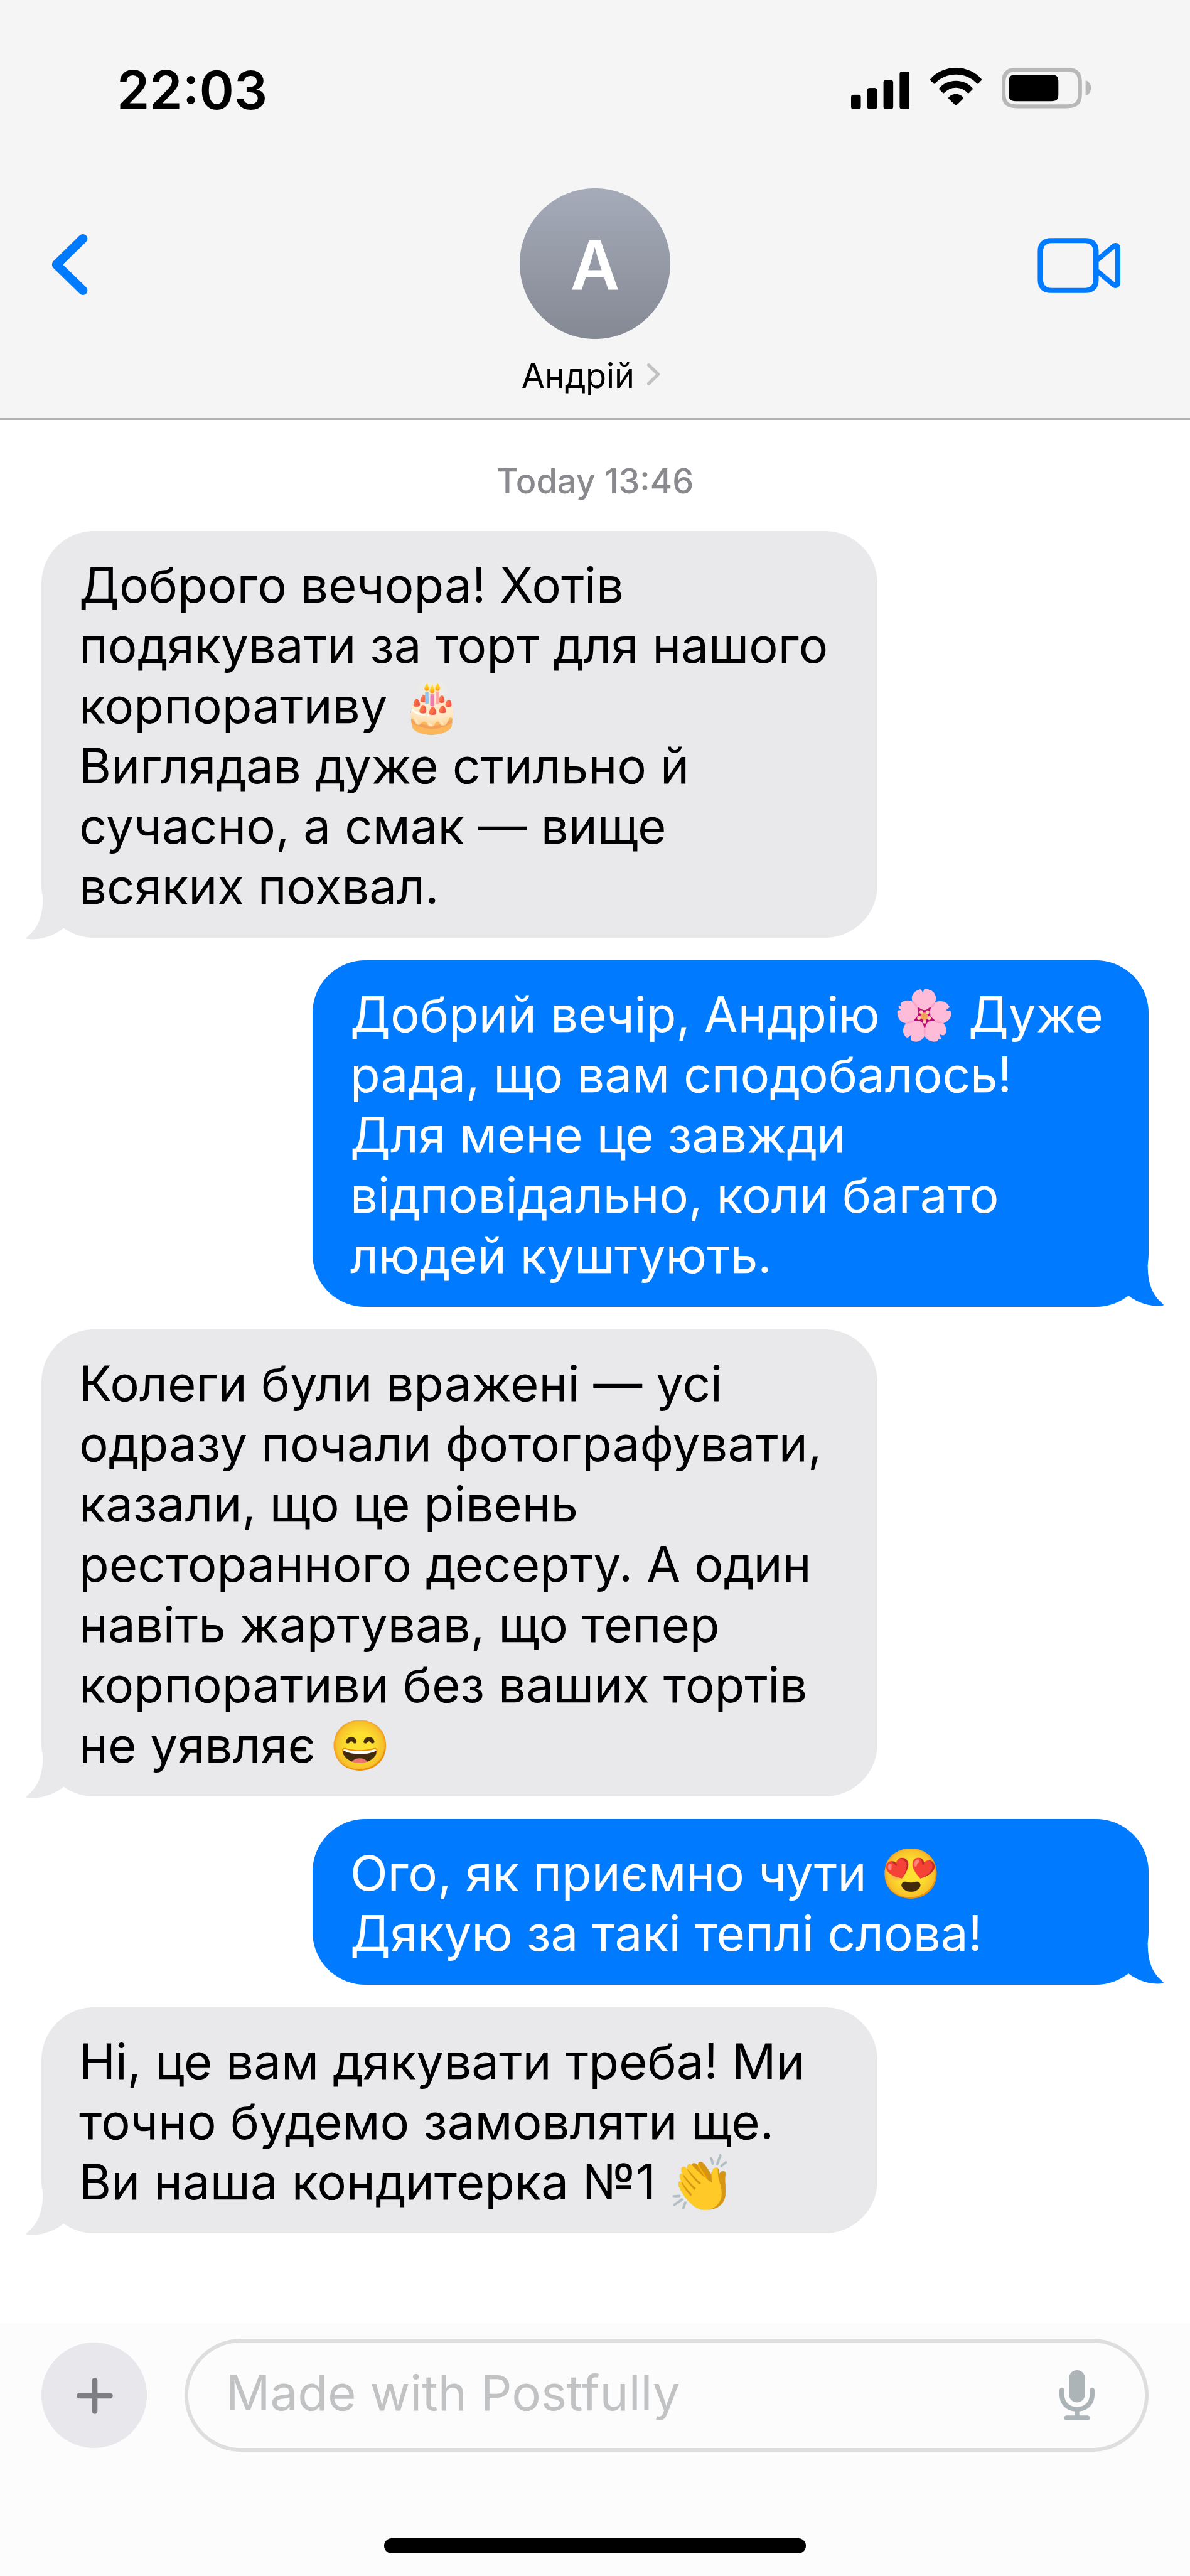 22:03
A
Андрій
Today 13:46
Доброго вечора! Хотів
подякувати за торт для нашого
корпоративу 🎂
Виглядав дуже стильно й
сучасно, а смак — вище
всяких похвал.
Добрий вечір, Андрію 🌸 Дуже
рада, що вам сподобалось!
Для мене це завжди
відповідально, коли багато
людей куштують.
Колеги були вражені — усі
одразу почали фотографувати,
казали, що це рівень
ресторанного десерту. А один
навіть жартував, що тепер
корпоративи без ваших тортів
не уявляє 😄
Ого, як приємно чути 😍
Дякую за такі теплі слова!
Ні, це вам дякувати треба! Ми
точно будемо замовляти ще.
Ви наша кондитерка №1 👏
Made with Postfully